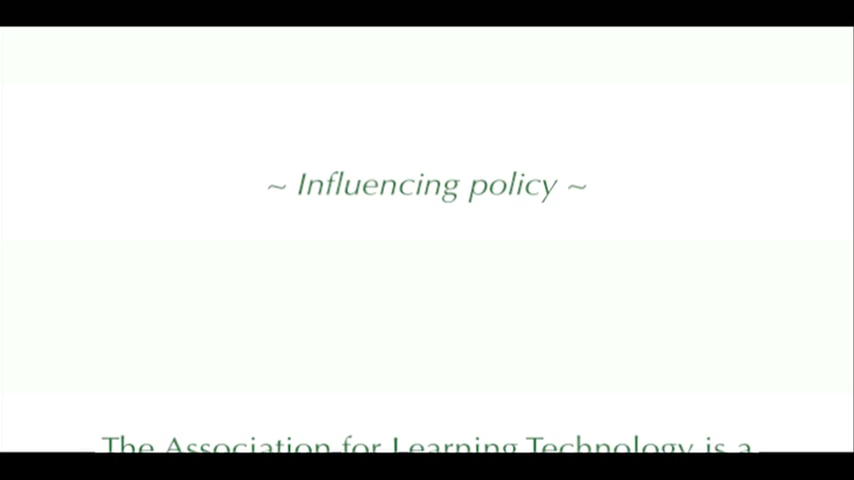 ~ Influencing policy ~
The Association for Learning Technology is a